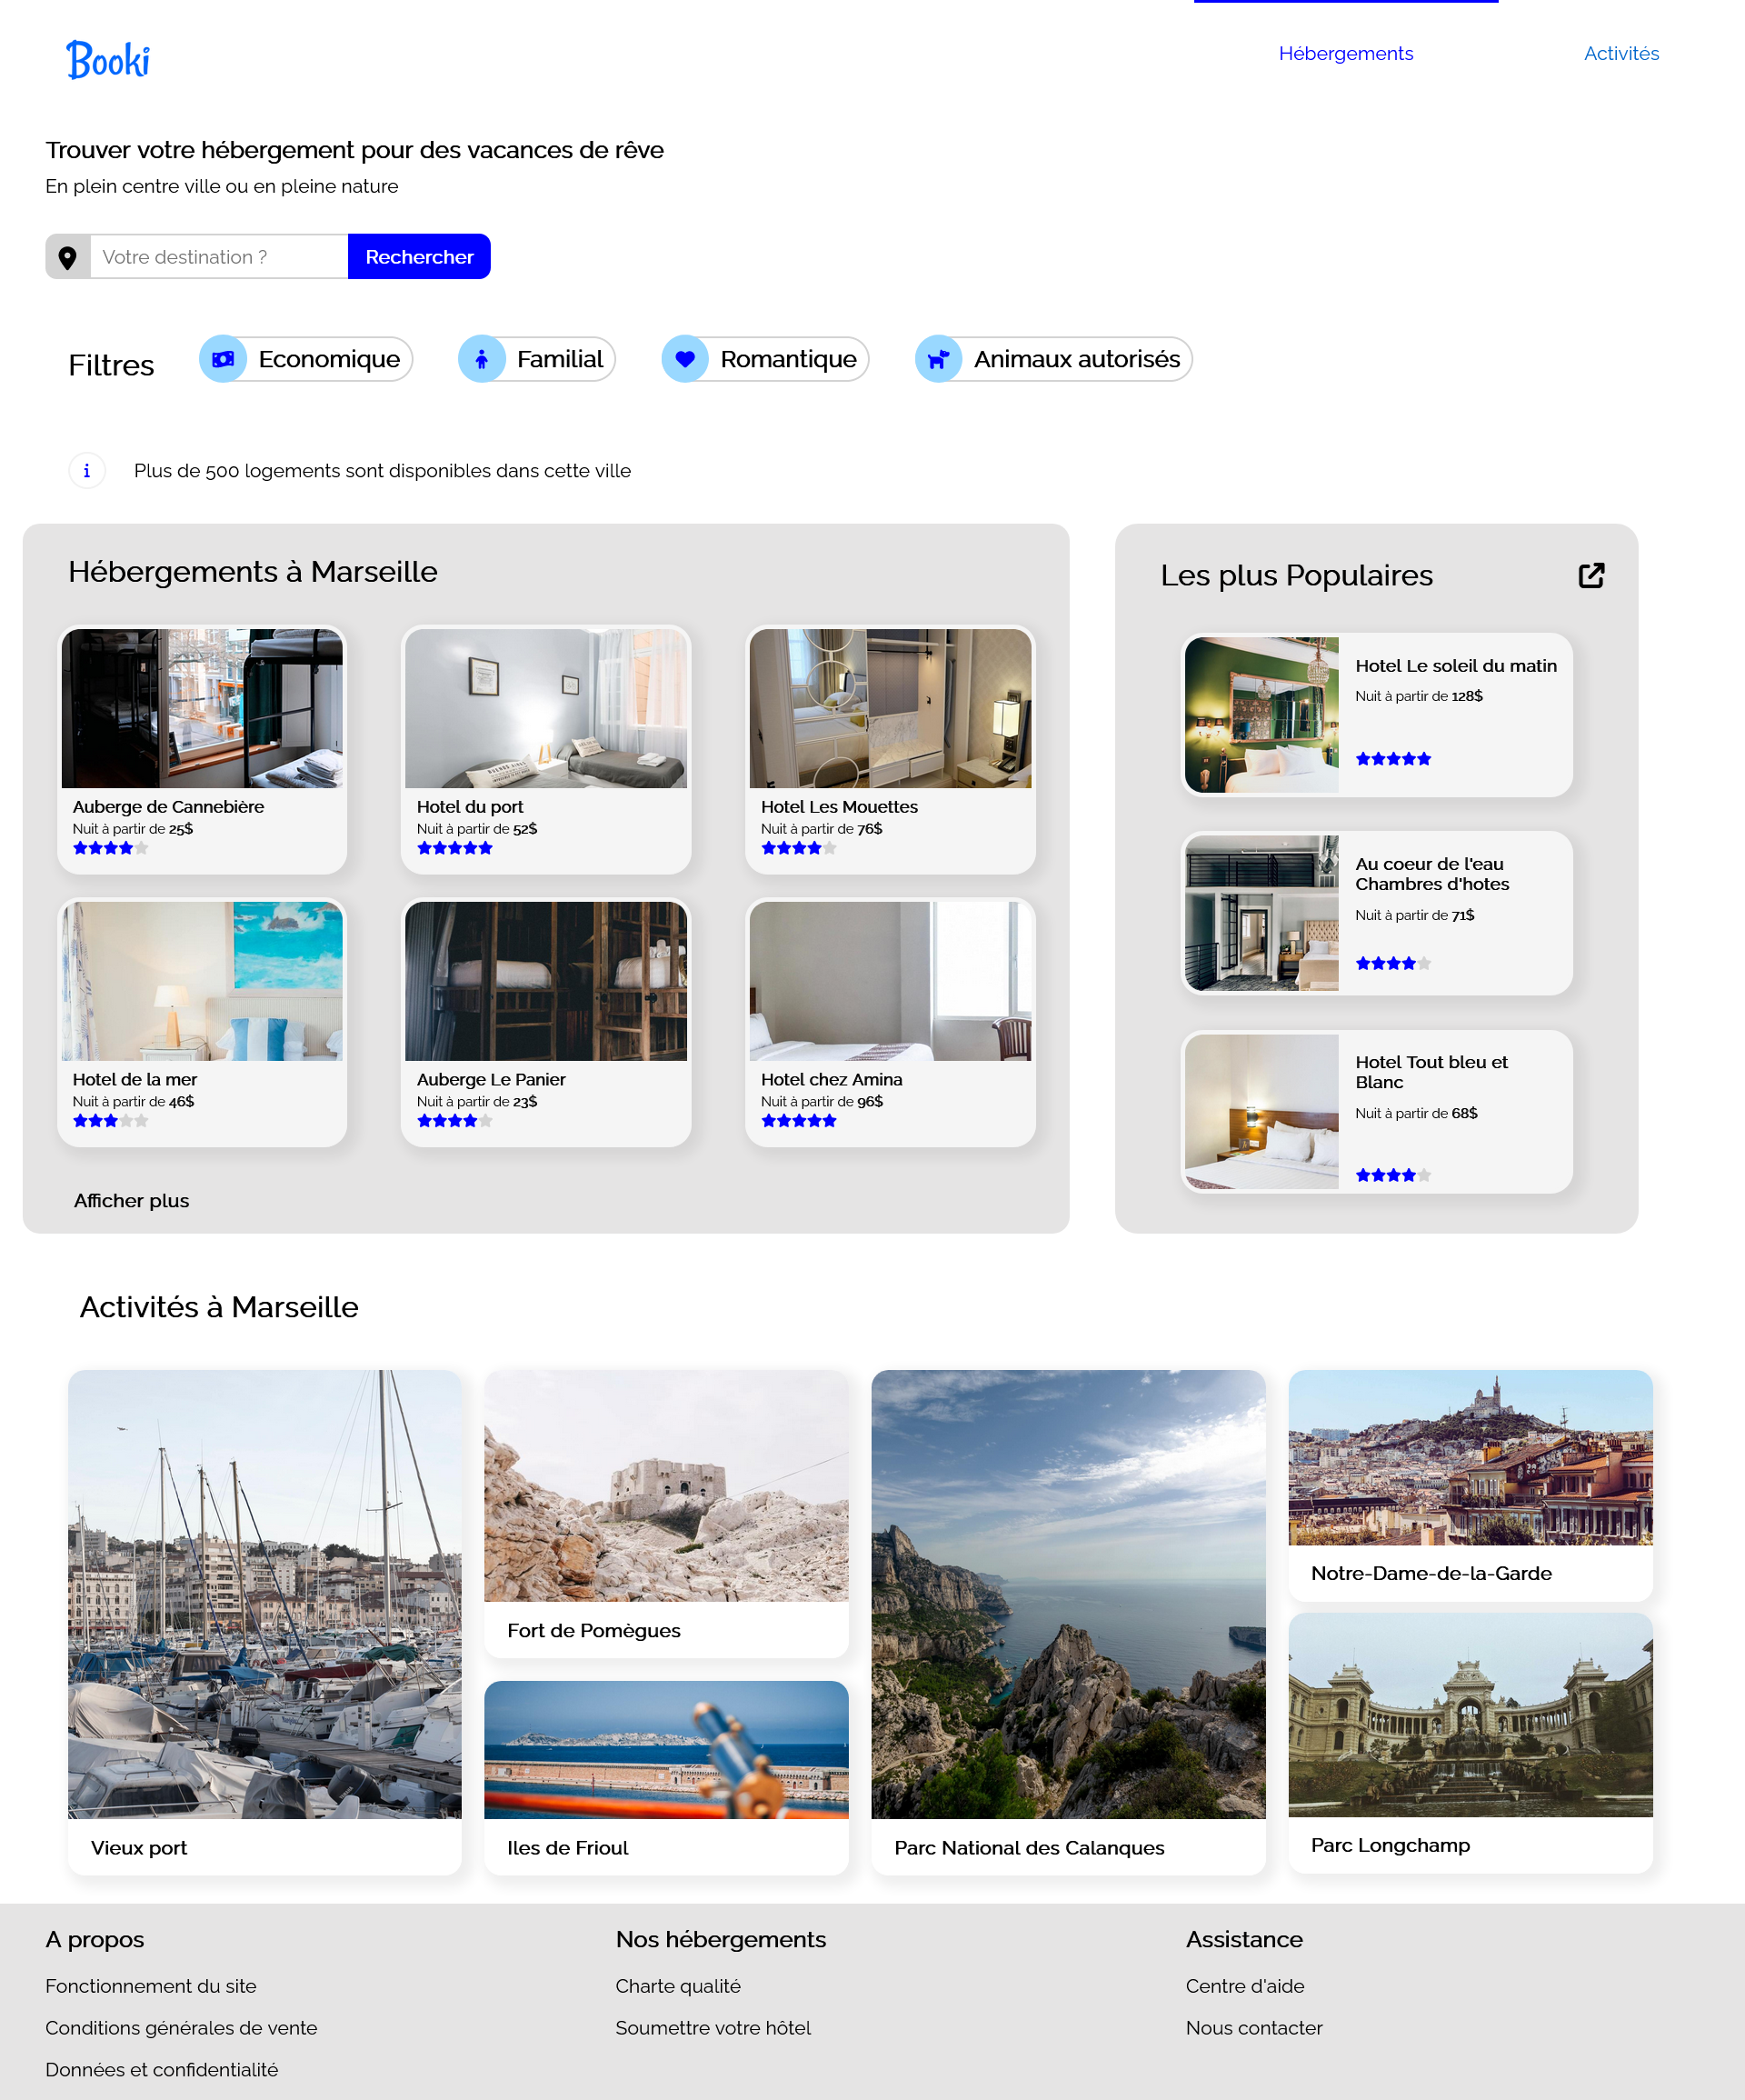 Booki
Hébergements
Activités
Trouver votre hébergement pour des vacances de rêve
En plein centre ville ou en pleine nature
Votre destination ?
Rechercher
Filtres
Economique
Familial
Romantique
Animaux autorisés
Plus de 500 logements sont disponibles dans cette ville
Hébergements à Marseille
Auberge de Cannebière
Nuit à partir de 25$
Hotel du port
Nuit à partir de 52$
Hotel Les Mouettes
Nuit à partir de 76$
Hotel de la mer
Nuit à partir de 46$
Auberge Le Panier
Nuit à partir de 23$
Hotel chez Amina
Nuit à partir de 96$
Afficher plus
Les plus Populaires
Hotel Le soleil du matin
Nuit à partir de 128$
Au coeur de l'eau
Chambres d'hotes
Nuit à partir de 71$
Hotel Tout bleu et
Blanc
Nuit à partir de 68$
Activités à Marseille
Vieux port
Fort de Pomègues
Iles de Frioul
Parc National des Calanques
Notre-Dame-de-la-Garde
Parc Longchamp
A propos
Fonctionnement du site
Conditions générales de vente
Données et confidentialité
Nos hébergements
Charte qualité
Soumettre votre hôtel
Assistance
Centre d'aide
Nous contacter